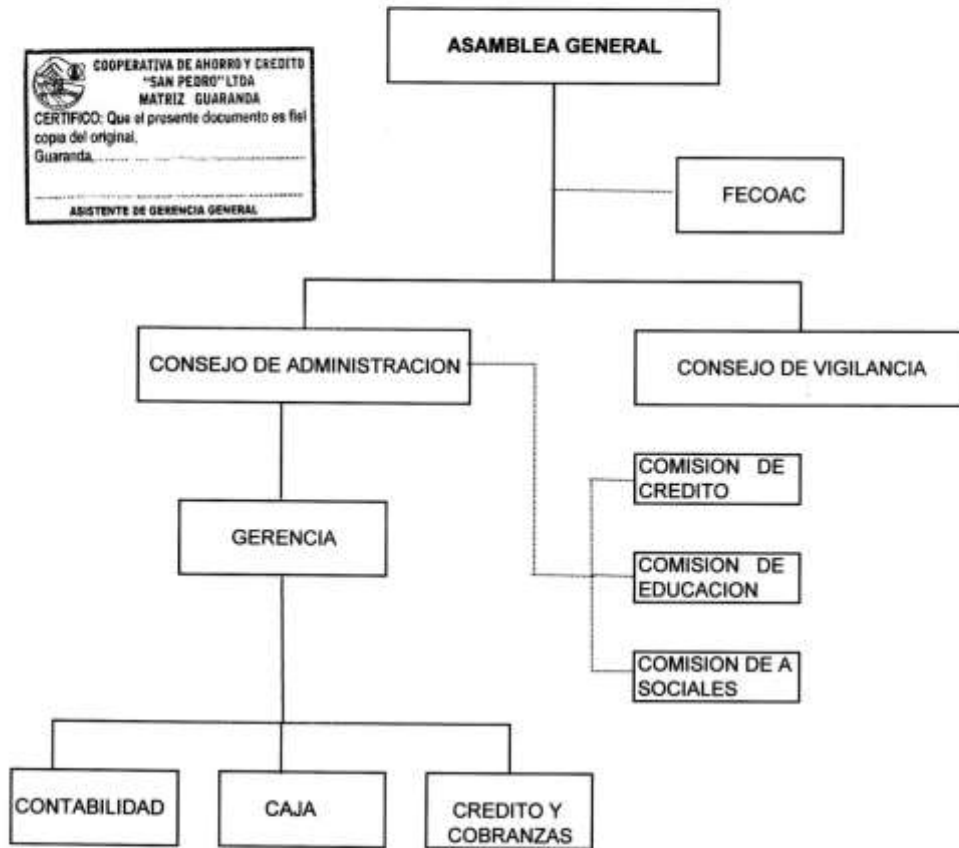 ASAMBLEA GENERAL
COOPERATIVA DE AHORRO Y CREDITO
"SAN PEDRO" LTDA
MATRIZ GUARANDA
CERTIFICO: Que el presente documento es fiel
copia del original,
Guaranda,
ASISTENTE DE GERENCIA GENERAL
FECOAC
CONSEJO DE ADMINISTRACION
CONSEJO DE VIGILANCIA
COMISION DE
CREDITO
GERENCIA
COMISION DE
EDUCACION
COMISION DE A
SOCIALES
CONTABILIDAD
CAJA
CREDITO Y
COBRANZAS